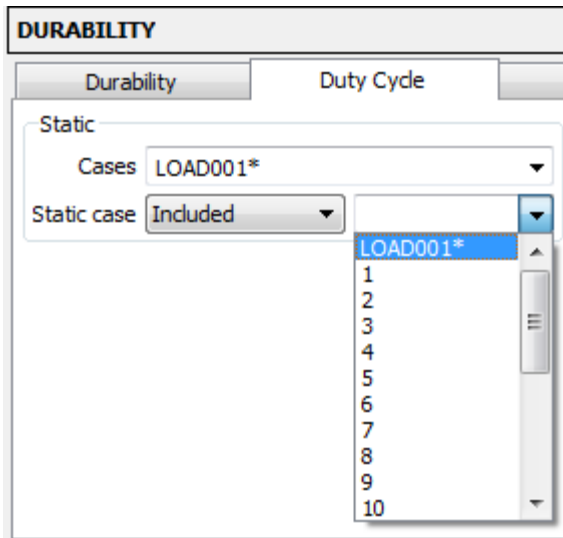 DURABILITY
Durability Duty Cycle
Static
Cases LOAD001*
Static case Included
LOAD001*
1
2
3
4
5
6
7
8
9
10